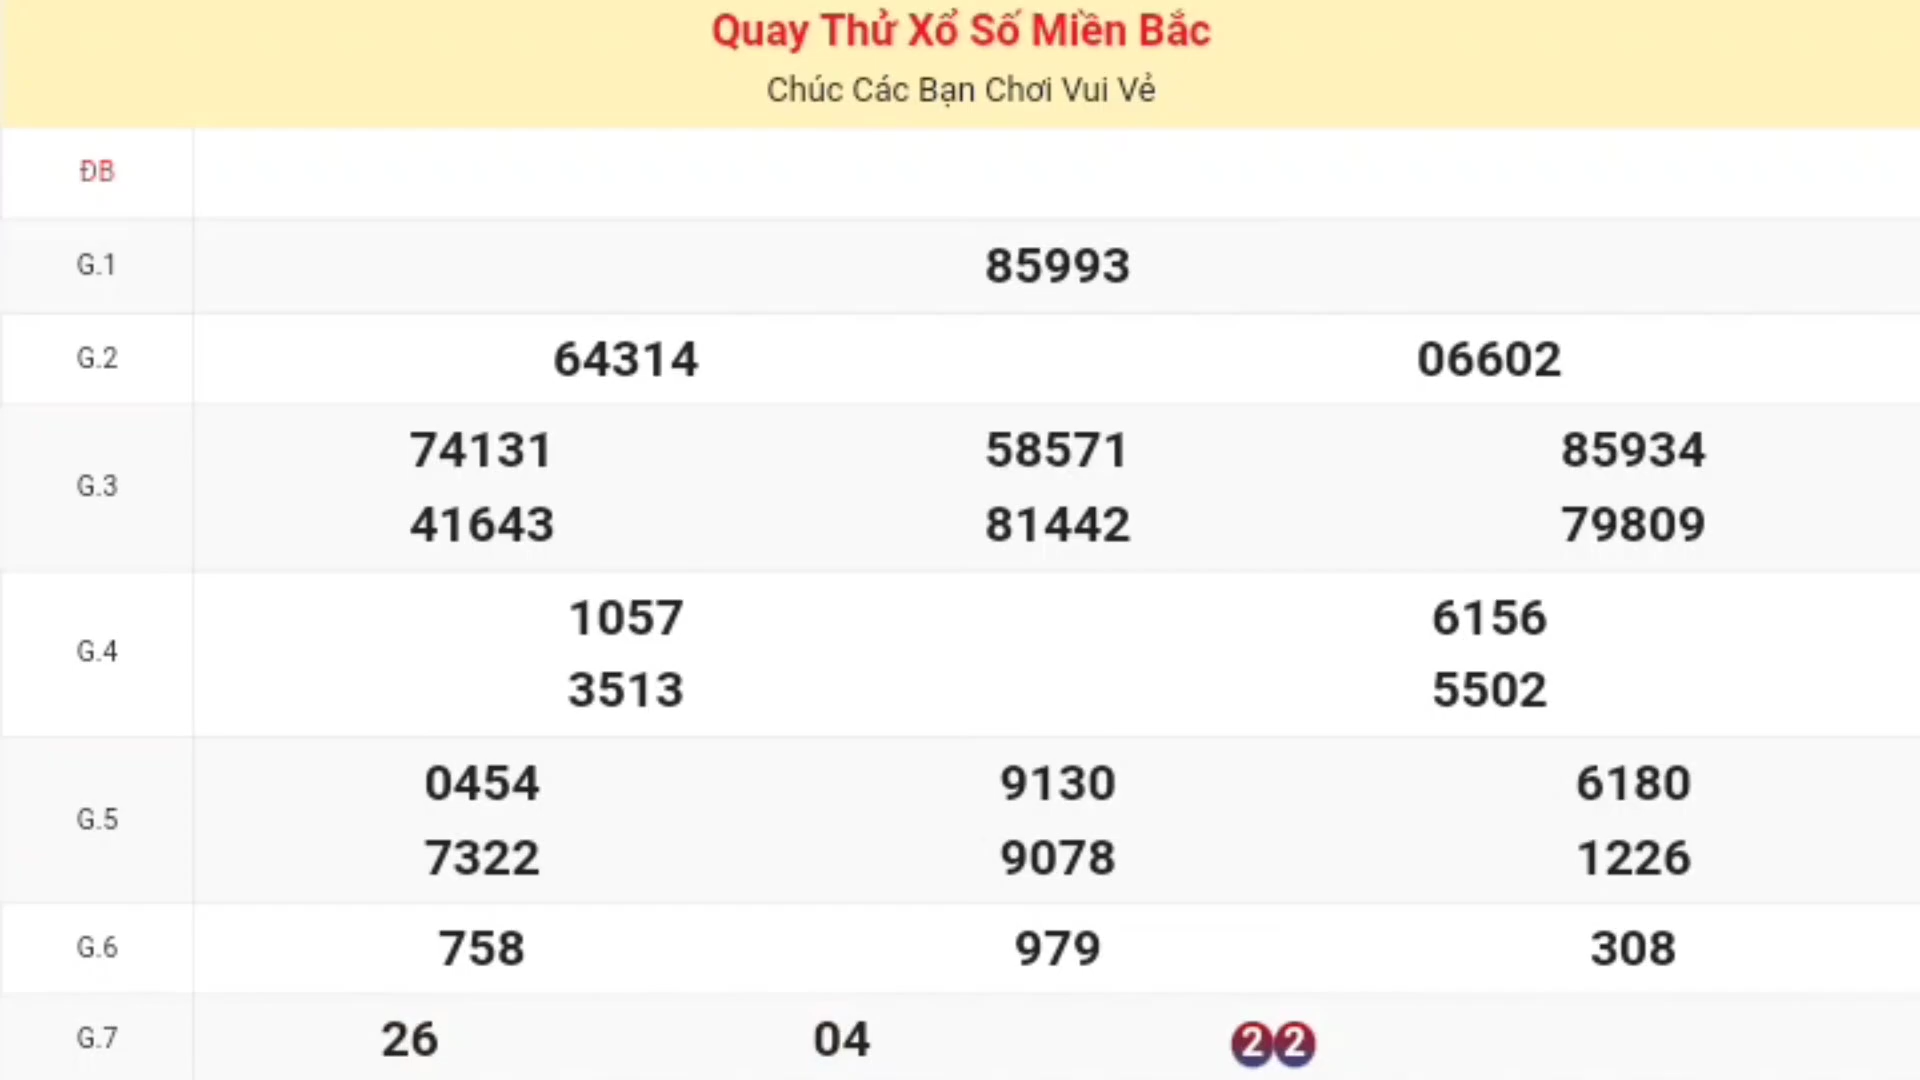 Quay Thử Xổ Số Miền Bắc
Chúc Các Bạn Chơi Vui Vẻ
ĐB
G.1 85993
G.2 64314 06602
G.3 74131 58571 85934
41643 81442 79809
G.4 1057 6156
3513 5502
G.5 0454 9130 6180
7322 9078 1226
G.6 758 979 308
G.7 26 04 22